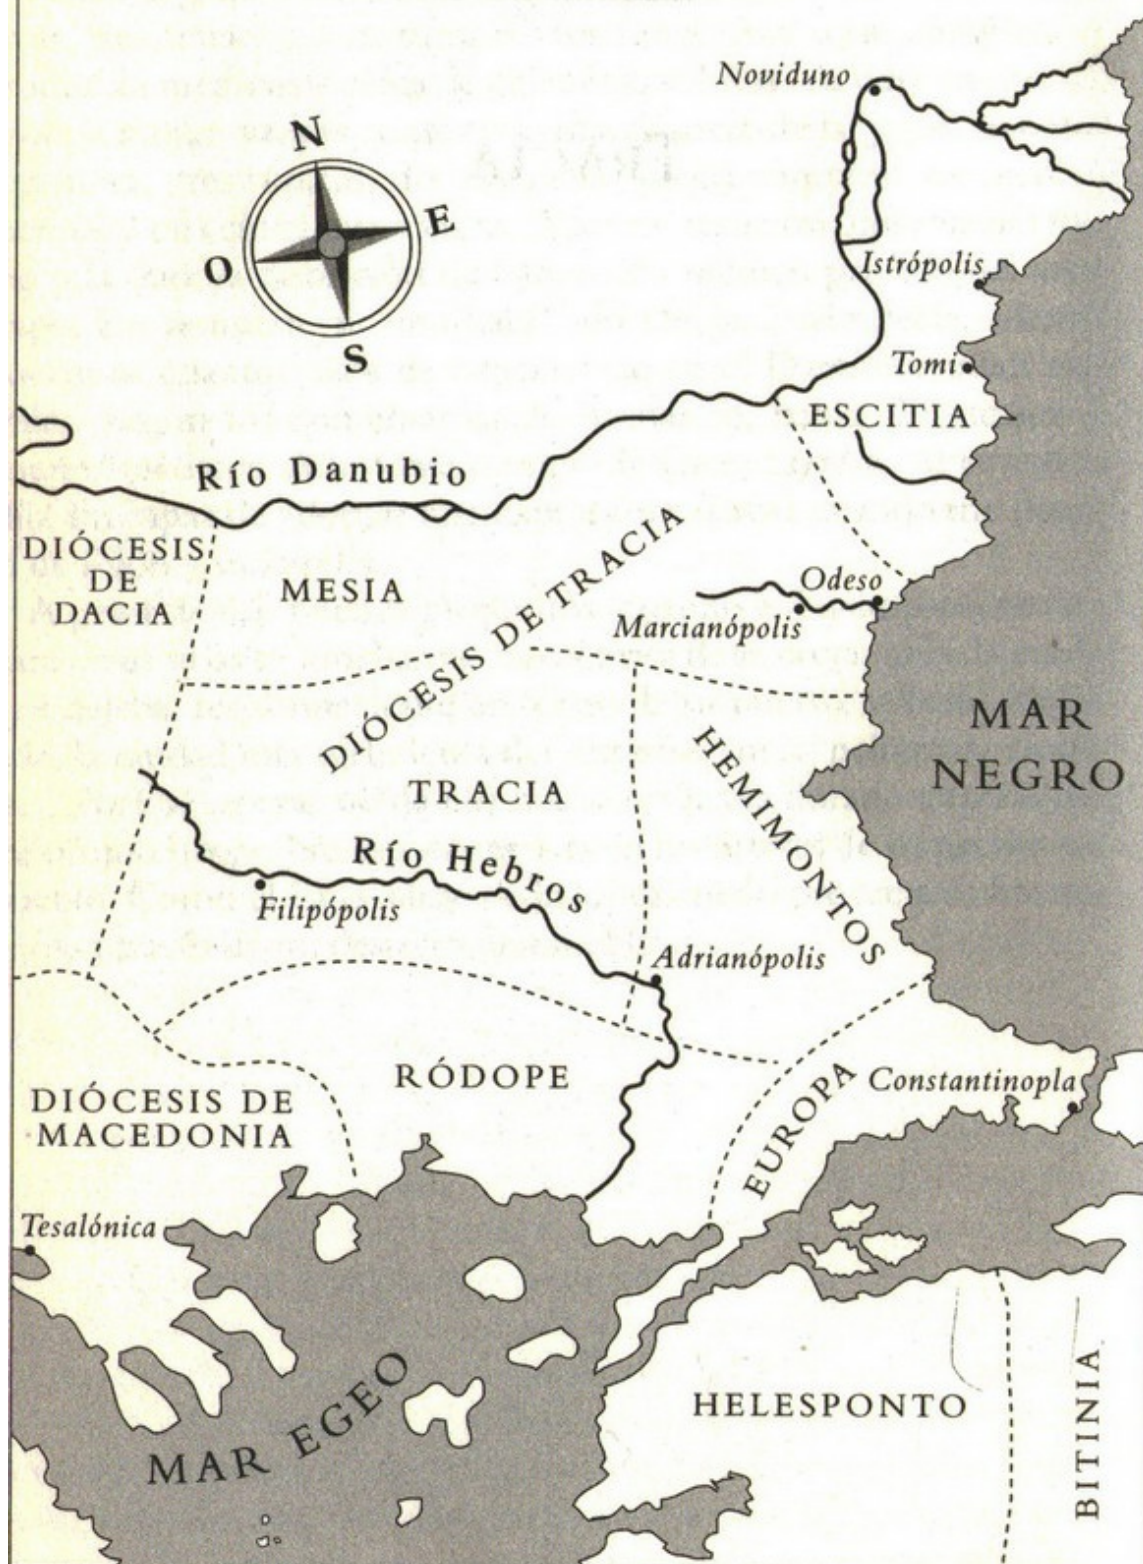 Noviduno
N
E
O
S
Istrópolis
Tomi
ESCITIA
Río Danubio
DIÓCESIS
DE
DACIA
MESIA
DIÓCESIS DE TRACIA
Odeso
Marcianópolis
MAR
NEGRO
HEMIMONTOS
TRACIA
Río Hebros
Filipópolis
Adrianópolis
RÓDOPE
EUROPA
Constantinopla
DIÓCESIS DE
MACEDONIA
Tesalónica
MAR EGEO
HELESPONTO
BITINIA